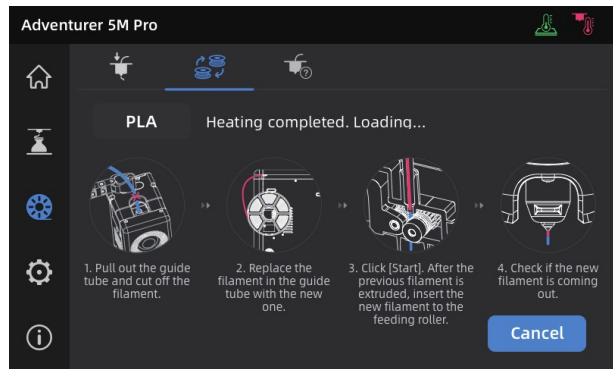 Adventurer 5M Pro
PLA
Heating completed. Loading...
1. Pull out the guide
tube and cut off the
filament.
2. Replace the
filament in the guide
tube with the new
one.
3. Click [Start]. After the
previous filament is
extruded, insert the
new filament to the
feeding roller.
4. Check if the new
filament is coming
out.
Cancel